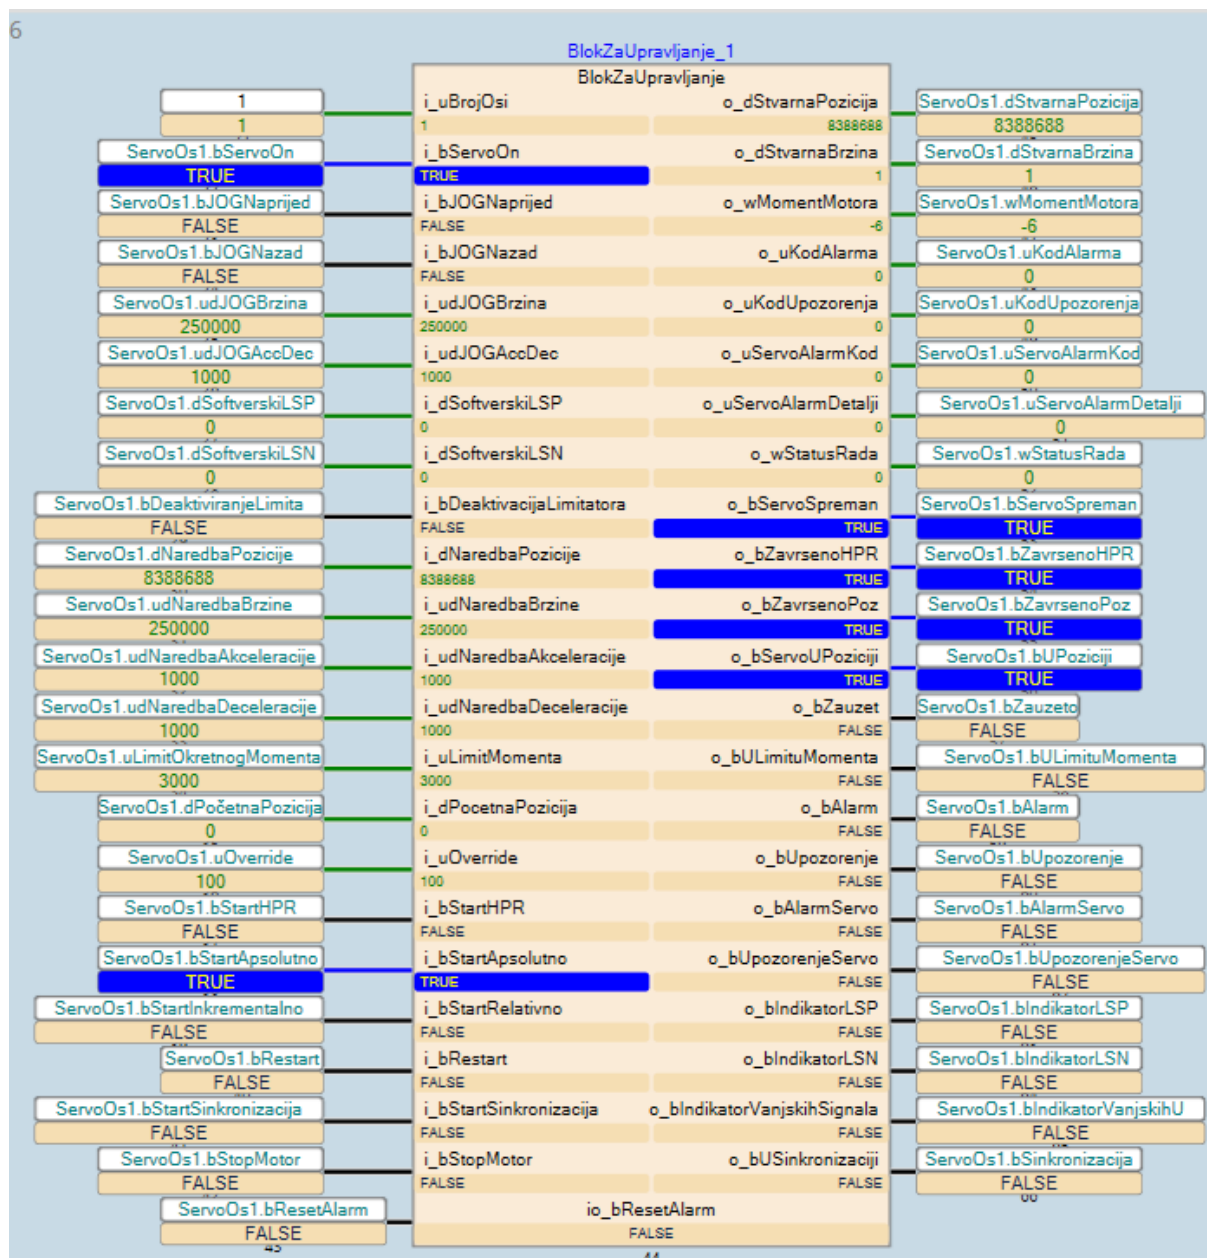 6
BlokZaUpravljanje_1
BlokZaUpravljanje
1 i_uBrojOsi o_dStvarnaPozicija ServoOs1.dStvarnaPozicija
1 1 8388688 8388688
ServoOs1.bServoOn i_bServoOn o_dStvarnaBrzina ServoOs1.dStvarnaBrzina
TRUE TRUE 1 1
ServoOs1.bJOGNaprijed i_bJOGNaprijed o_wMomentMotora ServoOs1.wMomentMotora
FALSE FALSE -6 -6
ServoOs1.bJOGNazad i_bJOGNazad o_uKodAlarma ServoOs1.uKodAlarma
FALSE FALSE 0 0
ServoOs1.udJOGBrzina i_udJOGBrzina o_uKodUpozorenja ServoOs1.uKodUpozorenja
250000 250000 0 0
ServoOs1.udJOGAccDec i_udJOGAccDec o_uServoAlarmKod ServoOs1.uServoAlarmKod
1000 1000 0 0
ServoOs1.dSoftverskiLSP i_dSoftverskiLSP o_uServoAlarmDetalji ServoOs1.uServoAlarmDetalji
0 0 0 0
ServoOs1.dSoftverskiLSN i_dSoftverskiLSN o_wStatusRada ServoOs1.wStatusRada
0 0 0 0
ServoOs1.bDeaktiviranjeLimita i_bDeaktivacijaLimitatora o_bServoSpreman ServoOs1.bServoSpreman
FALSE FALSE TRUE TRUE
ServoOs1.dNaredbaPozicije i_dNaredbaPozicije o_bZavrsenoHPR ServoOs1.bZavrsenoHPR
8388688 8388688 TRUE TRUE
ServoOs1.udNaredbaBrzine i_udNaredbaBrzine o_bZavrsenoPoz ServoOs1.bZavrsenoPoz
250000 250000 TRUE TRUE
ServoOs1.udNaredbaAkceleracije i_udNaredbaAkceleracije o_bServoUPoziciji ServoOs1.bUPoziciji
1000 1000 TRUE TRUE
ServoOs1.udNaredbaDeceleracije i_udNaredbaDeceleracije o_bZauzet ServoOs1.bZauzeto
1000 1000 FALSE FALSE
ServoOs1.uLimitOkretnogMomenta i_uLimitMomenta o_bULimituMomenta ServoOs1.bULimituMomenta
3000 3000 FALSE FALSE
ServoOs1.dPočetnaPozicija i_dPocetnaPozicija o_bAlarm ServoOs1.bAlarm
0 0 FALSE FALSE
ServoOs1.uOverride i_uOverride o_bUpozorenje ServoOs1.bUpozorenje
100 100 FALSE FALSE
ServoOs1.bStartHPR i_bStartHPR o_bAlarmServo ServoOs1.bAlarmServo
FALSE FALSE FALSE FALSE
ServoOs1.bStartApsolutno i_bStartApsolutno o_bUpozorenjeServo ServoOs1.bUpozorenjeServo
TRUE TRUE FALSE FALSE
ServoOs1.bStartInkrementalno i_bStartRelativno o_bIndikatorLSP ServoOs1.bIndikatorLSP
FALSE FALSE FALSE FALSE
ServoOs1.bRestart i_bRestart o_bIndikatorLSN ServoOs1.bIndikatorLSN
FALSE FALSE FALSE FALSE
ServoOs1.bStartSinkronizacija i_bStartSinkronizacija o_bIndikatorVanjskihSignala ServoOs1.bIndikatorVanjskihU
FALSE FALSE FALSE FALSE
ServoOs1.bStopMotor i_bStopMotor o_bUSinkronizaciji ServoOs1.bSinkronizacija
FALSE FALSE FALSE FALSE
ServoOs1.bResetAlarm io_bResetAlarm
FALSE FALSE